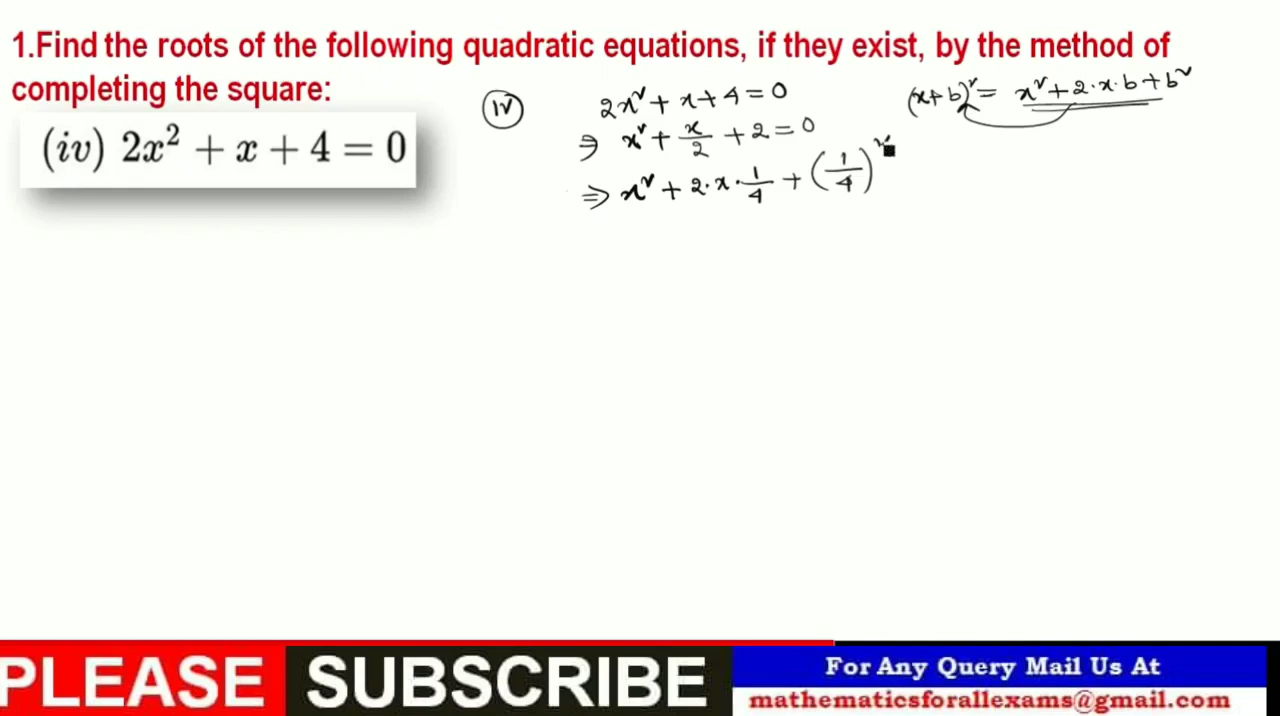 1.Find the roots of the following quadratic equations, if they exist, by the method of
completing the square:
(iv) 2x² + x + 4 = 0
(iv) 2x² + x + 4 = 0
(x+b)² = x² + 2·x·b + b²
⇒ x² + x/2 + 2 = 0
⇒ x² + 2·x·1/4 + (1/4)²
PLEASE SUBSCRIBE
For Any Query Mail Us At
mathematicsforallexams@gmail.com